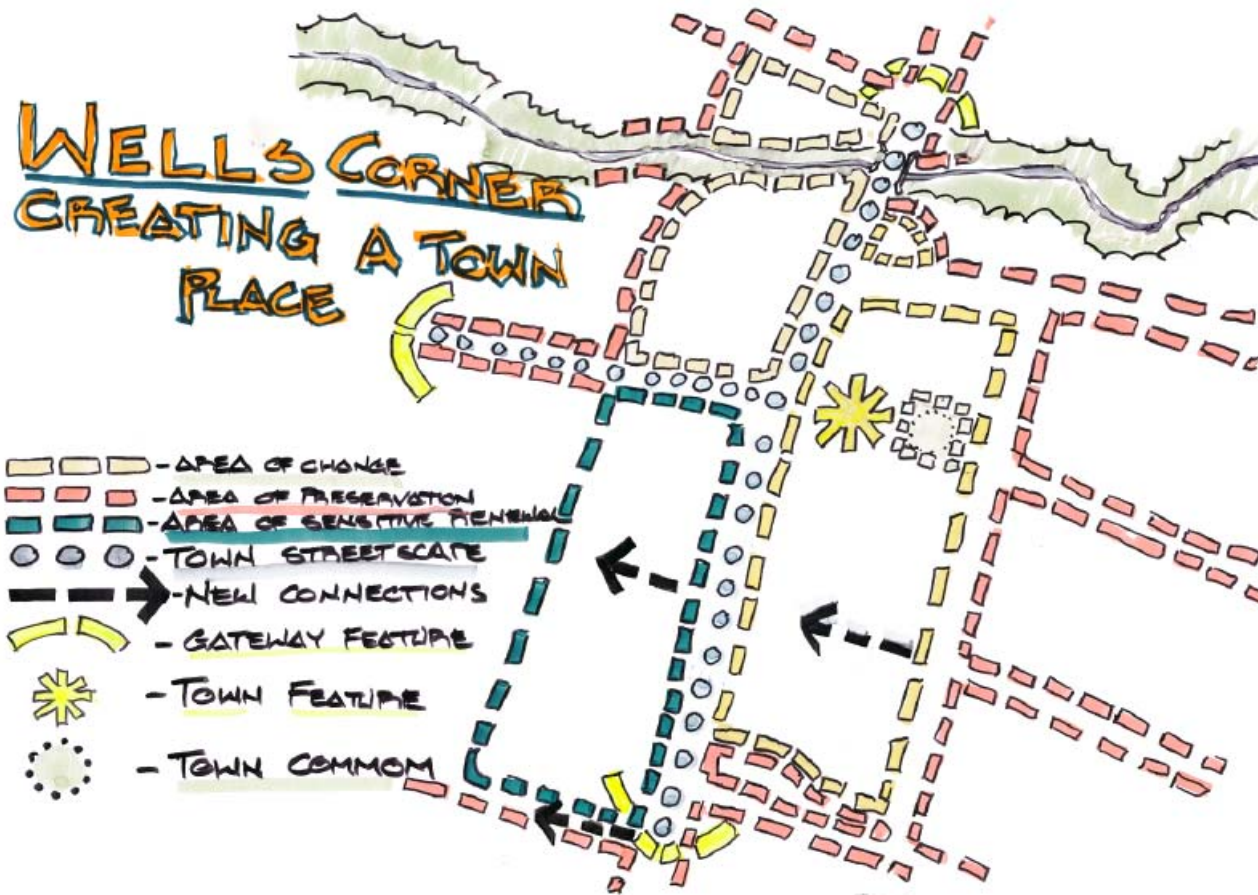 WELLS CORNER
CREATING A TOWN
PLACE
- AREA OF CHANGE
- AREA OF PRESERVATION
- AREA OF SENSITIVE RENEWAL
- TOWN STREETSCAPE
- NEW CONNECTIONS
- GATEWAY FEATURE
- TOWN FEATURE
- TOWN COMMOM